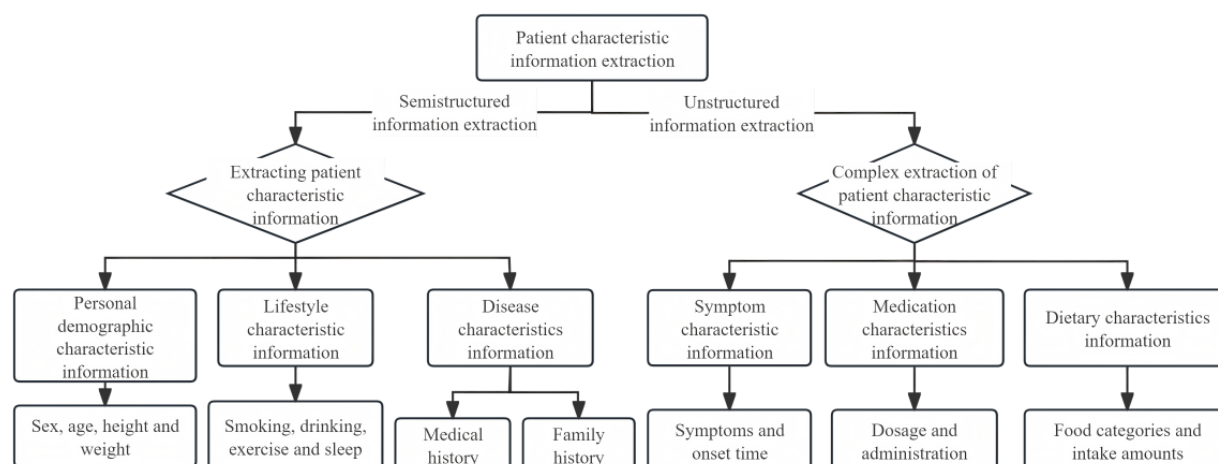 Patient characteristic
information extraction
Semistructured
information extraction
Unstructured
information extraction
Extracting patient
characteristic
information
Complex extraction of
patient characteristic
information
Personal
demographic
characteristic
information
Lifestyle
characteristic
information
Disease
characteristics
information
Symptom
characteristic
information
Medication
characteristics
information
Dietary characteristics
information
Sex, age, height and
weight
Smoking, drinking,
exercise and sleep
Medical
history
Family
history
Symptoms and
onset time
Dosage and
administration
Food categories and
intake amounts